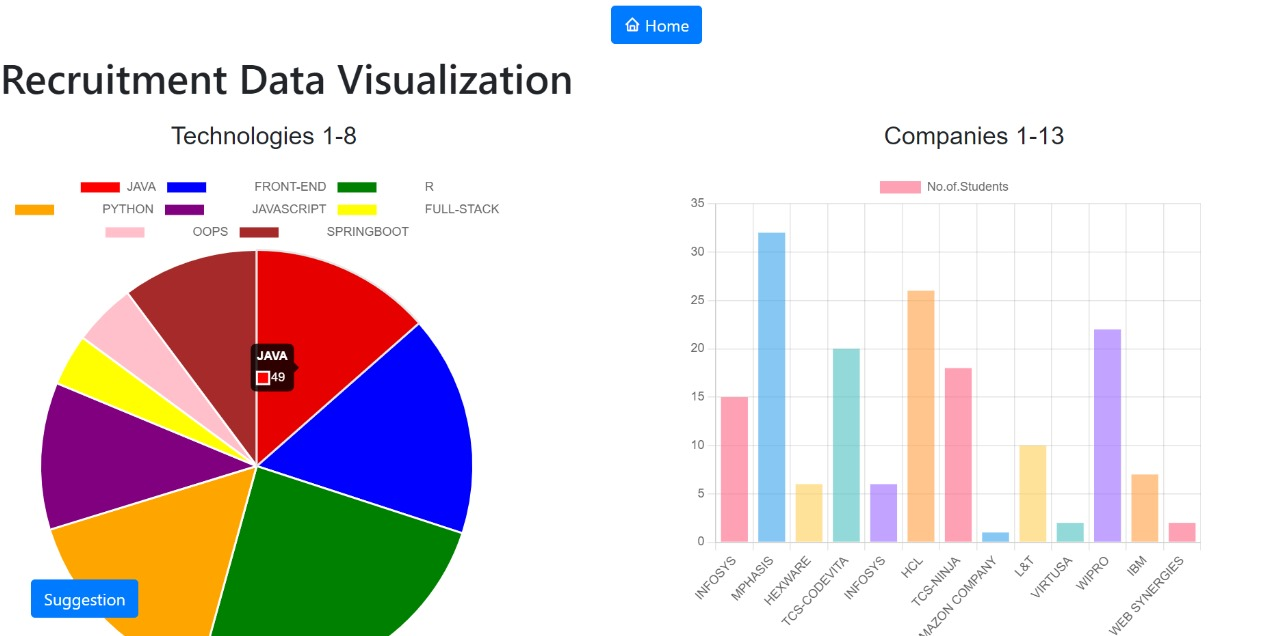 Home
Recruitment Data Visualization
Technologies 1-8
JAVA FRONT-END R
PYTHON JAVASCRIPT FULL-STACK
OOPS SPRINGBOOT
JAVA
49
Suggestion
Companies 1-13
No.of.Students
35
30
25
20
15
10
5
0
INFOSYS
MPHASIS
HEXWARE
TCS-CODEVITA
INFOSYS
HCL
TCS-NINJA
MAZON COMPANY
L&T
VIRTUSA
WIPRO
IBM
WEB SYNERGIES